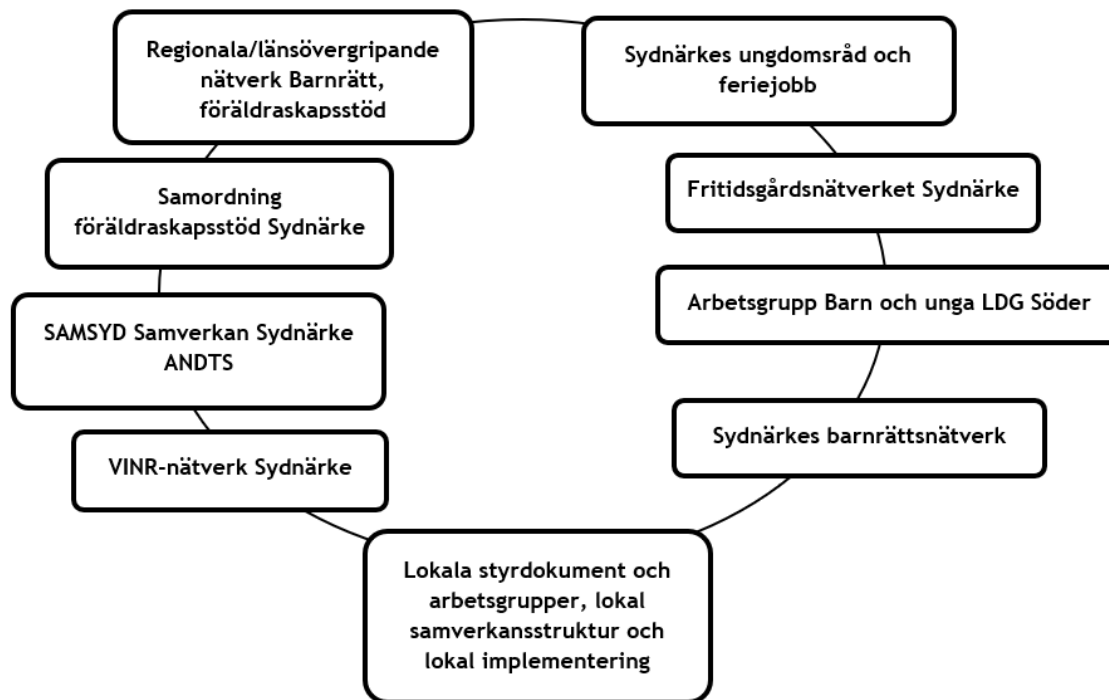 Regionala/länsövergripande
nätverk Barnrätt,
föräldraskapsstöd
Sydnärkes ungdomsråd och
feriejobb
Fritidsgårdsnätverket Sydnärke
Arbetsgrupp Barn och unga LDG Söder
Sydnärkes barnrättsnätverk
Lokala styrdokument och
arbetsgrupper, lokal
samverkansstruktur och
lokal implementering
VINR-nätverk Sydnärke
SAMSYD Samverkan Sydnärke
ANDTS
Samordning
föräldraskapsstöd Sydnärke